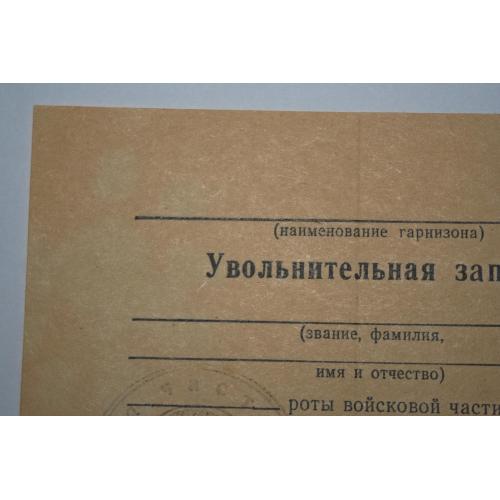 (наименование гарнизона)
Увольнительная зап
(звание, фамилия,
имя и отчество)
роты войсковой части